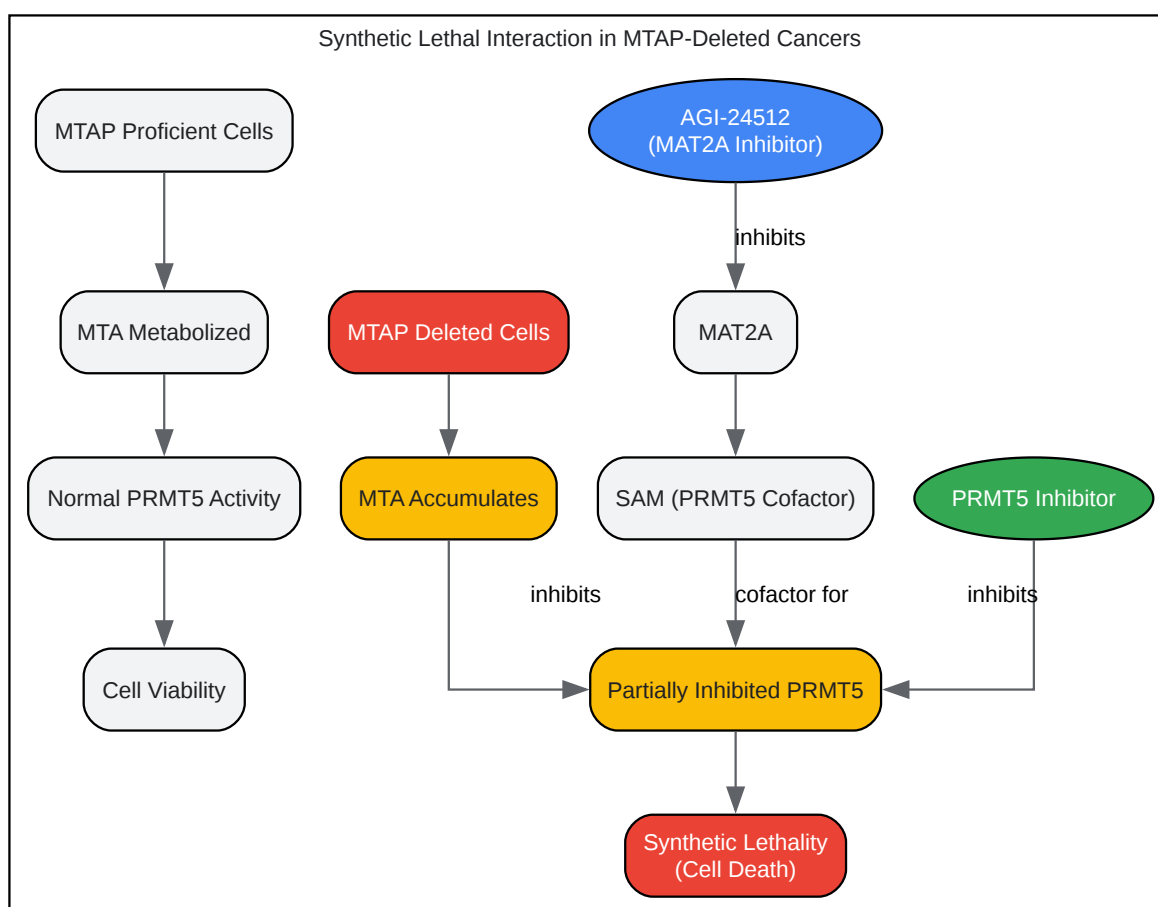 Synthetic Lethal Interaction in MTAP-Deleted Cancers
MTAP Proficient Cells
AGI-24512
(MAT2A Inhibitor)
inhibits
MTA Metabolized
MTAP Deleted Cells
MAT2A
Normal PRMT5 Activity
MTA Accumulates
SAM (PRMT5 Cofactor)
PRMT5 Inhibitor
inhibits
cofactor for
inhibits
Cell Viability
Partially Inhibited PRMT5
Synthetic Lethality
(Cell Death)